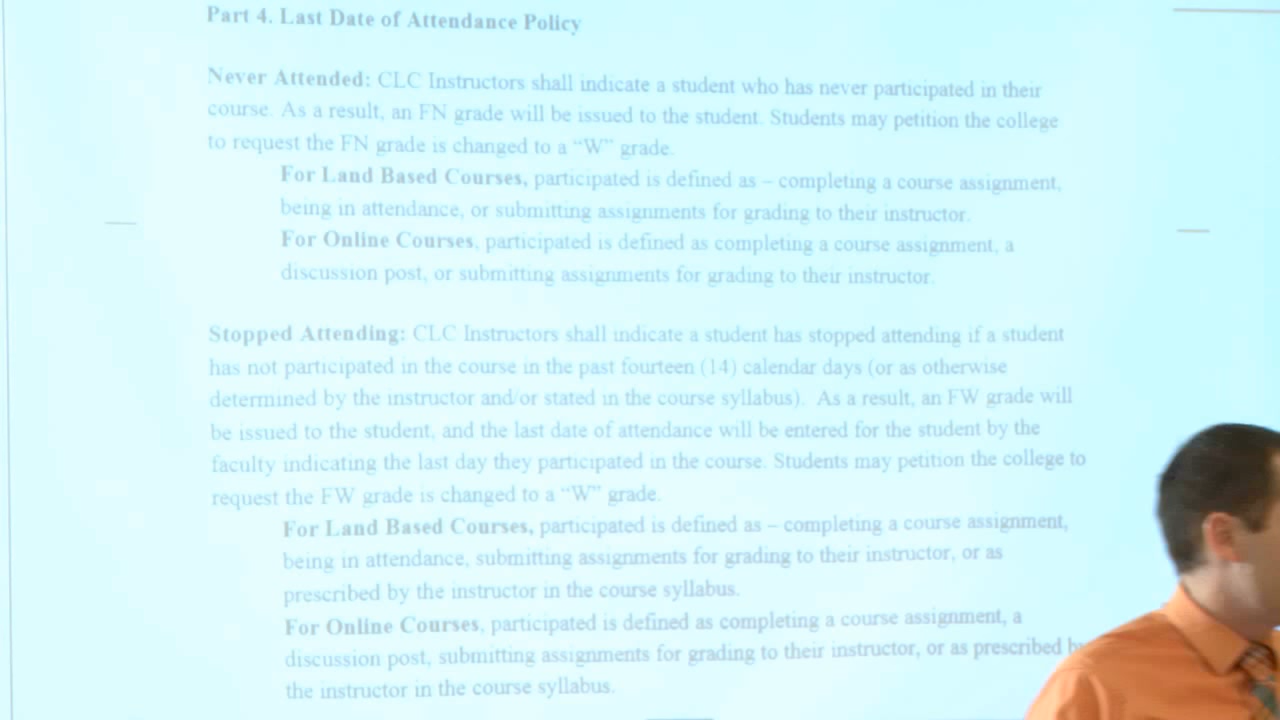 Part 4. Last Date of Attendance Policy
Never Attended: CLC Instructors shall indicate a student who has never participated in their
course. As a result, an FN grade will be issued to the student. Students may petition the college
to request the FN grade is changed to a “W” grade.
For Land Based Courses, participated is defined as – completing a course assignment,
being in attendance, or submitting assignments for grading to their instructor.
For Online Courses, participated is defined as completing a course assignment, a
discussion post, or submitting assignments for grading to their instructor.
Stopped Attending: CLC Instructors shall indicate a student has stopped attending if a student
has not participated in the course in the past fourteen (14) calendar days (or as otherwise
determined by the instructor and/or stated in the course syllabus). As a result, an FW grade will
be issued to the student, and the last date of attendance will be entered for the student by the
faculty indicating the last day they participated in the course. Students may petition the college to
request the FW grade is changed to a “W” grade.
For Land Based Courses, participated is defined as – completing a course assignment,
being in attendance, submitting assignments for grading to their instructor, or as
prescribed by the instructor in the course syllabus.
For Online Courses, participated is defined as completing a course assignment, a
discussion post, submitting assignments for grading to their instructor, or as prescribed by
the instructor in the course syllabus.